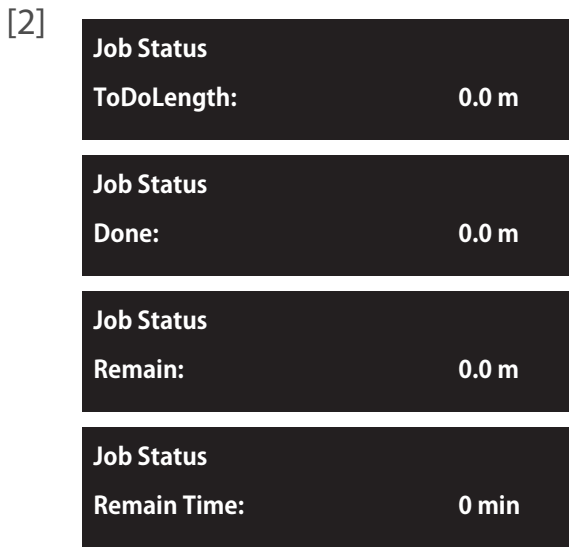 [2]
Job Status
ToDoLength: 0.0 m
Job Status
Done: 0.0 m
Job Status
Remain: 0.0 m
Job Status
Remain Time: 0 min